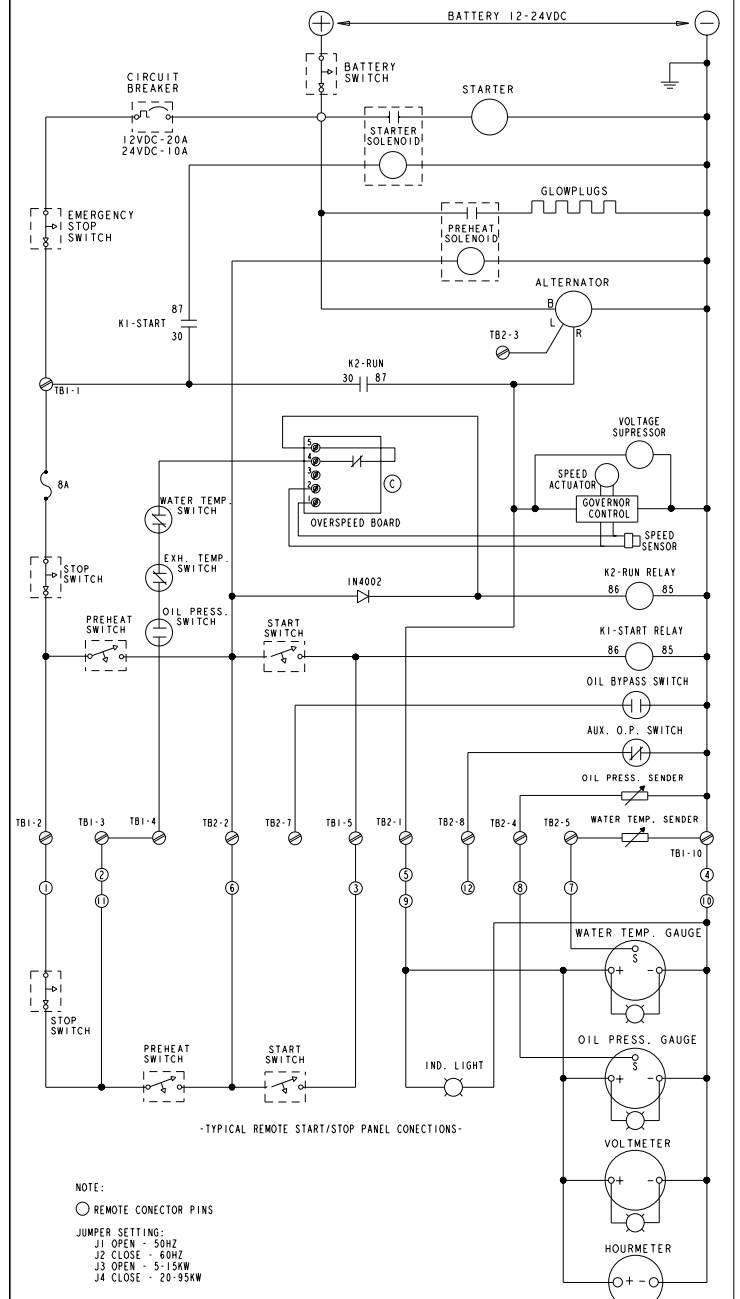 BATTERY 12-24VDC
+
-
BATTERY
SWITCH
CIRCUIT
BREAKER
12VDC-20A
24VDC-10A
STARTER
STARTER
SOLENOID
GLOWPLUGS
EMERGENCY
STOP
SWITCH
PREHEAT
SOLENOID
ALTERNATOR
B
L
R
87
K1-START
30
TB2-3
K2-RUN
30 87
TB1-1
VOLTAGE
SUPRESSOR
8A
5
4
3
2
1
C
OVERSPEED BOARD
SPEED
ACTUATOR
GOVERNOR
CONTROL
SPEED
SENSOR
WATER TEMP.
SWITCH
EXH. TEMP.
SWITCH
STOP
SWITCH
1N4002
K2-RUN RELAY
86 85
OIL PRESS.
SWITCH
PREHEAT
SWITCH
START
SWITCH
K1-START RELAY
86 85
OIL BYPASS SWITCH
AUX. O.P. SWITCH
OIL PRESS. SENDER
TB1-2
TB1-3
TB1-4
TB2-2
TB2-7
TB1-5
TB2-1
TB2-8
TB2-4
TB2-5
WATER TEMP. SENDER
TB1-10
1
2
11
6
3
5
9
12
8
7
4
10
WATER TEMP. GAUGE
S
+ -
STOP
SWITCH
PREHEAT
SWITCH
START
SWITCH
IND. LIGHT
OIL PRESS. GAUGE
S
+ -
-TYPICAL REMOTE START/STOP PANEL CONECTIONS-
VOLTMETER
+ -
NOTE:
REMOTE CONECTOR PINS
JUMPER SETTING:
J1 OPEN - 50HZ
J2 CLOSE - 60HZ
J3 OPEN - 5-15KW
J4 CLOSE - 20-95KW
HOURMETER
+ -